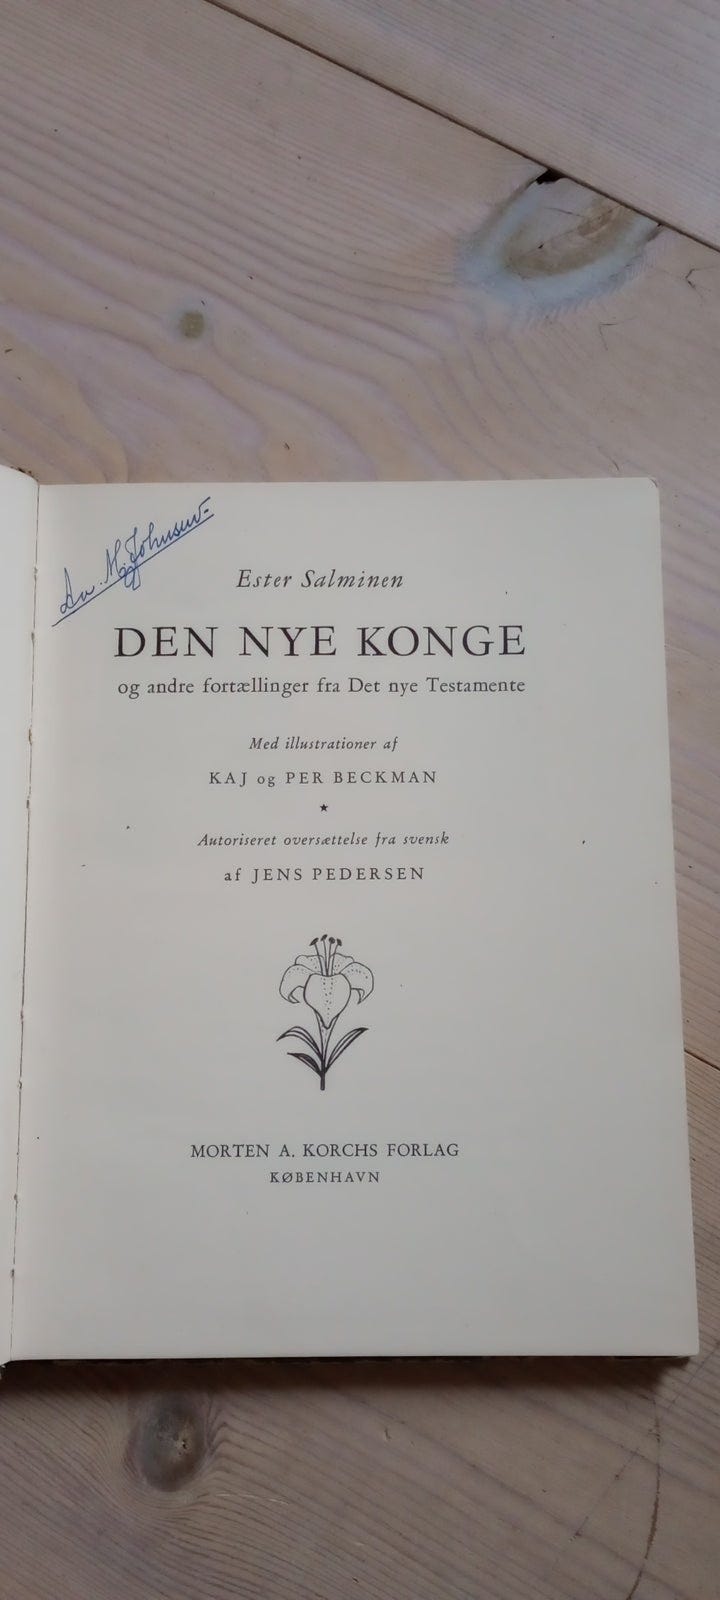 M. Johnsen
Ester Salminen
DEN NYE KONGE
og andre fortællinger fra Det nye Testamente
Med illustrationer af
KAJ og PER BECKMAN
★
Autoriseret oversættelse fra svensk
af JENS PEDERSEN
MORTEN A. KORCHS FORLAG
KØBENHAVN